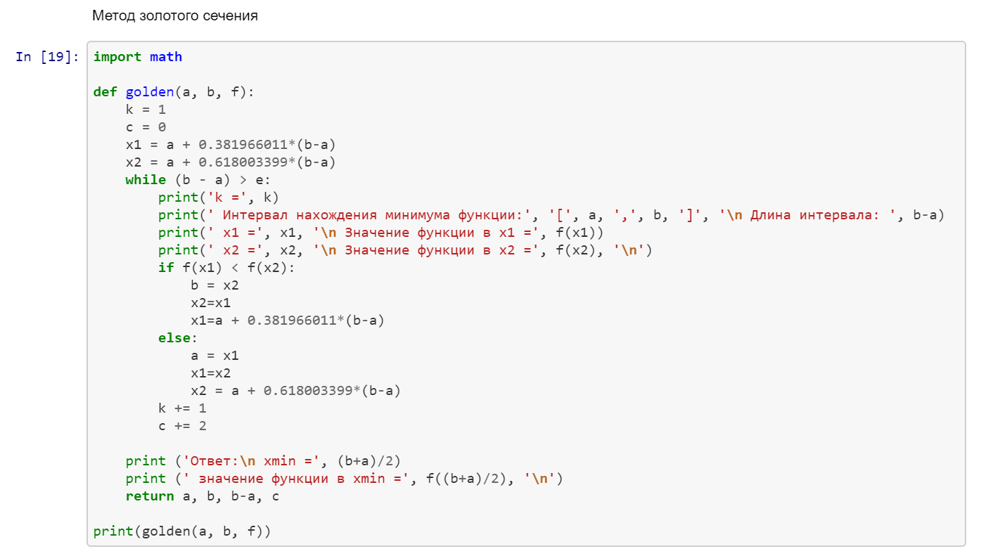 Метод золотого сечения
In [19]:
import math
def golden(a, b, f):
    k = 1
    c = 0
    x1 = a + 0.381966011*(b-a)
    x2 = a + 0.618003399*(b-a)
    while (b - a) > e:
        print('k =', k)
        print(' Интервал нахождения минимума функции:', '[', a, ',', b, ']', '\n Длина интервала: ', b-a)
        print(' x1 =', x1, '\n Значение функции в x1 =', f(x1))
        print(' x2 =', x2, '\n Значение функции в x2 =', f(x2), '\n')
        if f(x1) < f(x2):
            b = x2
            x2=x1
            x1=a + 0.381966011*(b-a)
        else:
            a = x1
            x1=x2
            x2 = a + 0.618003399*(b-a)
        k += 1
        c += 2
    print ('Ответ:\n xmin =', (b+a)/2)
    print (' значение функции в xmin =', f((b+a)/2), '\n')
    return a, b, b-a, c
print(golden(a, b, f))